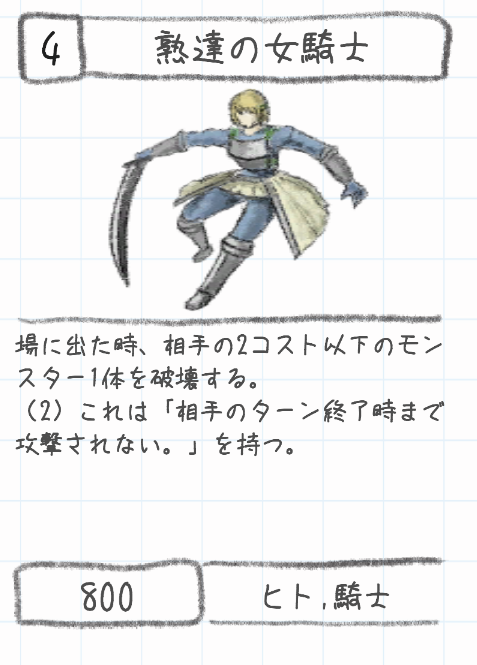 4
熟達の女騎士
場に出た時、相手の2コスト以下のモン
スター1体を破壊する。
（2）これは「相手のターン終了時まで
攻撃されない。」を持つ。
800
ヒト,騎士